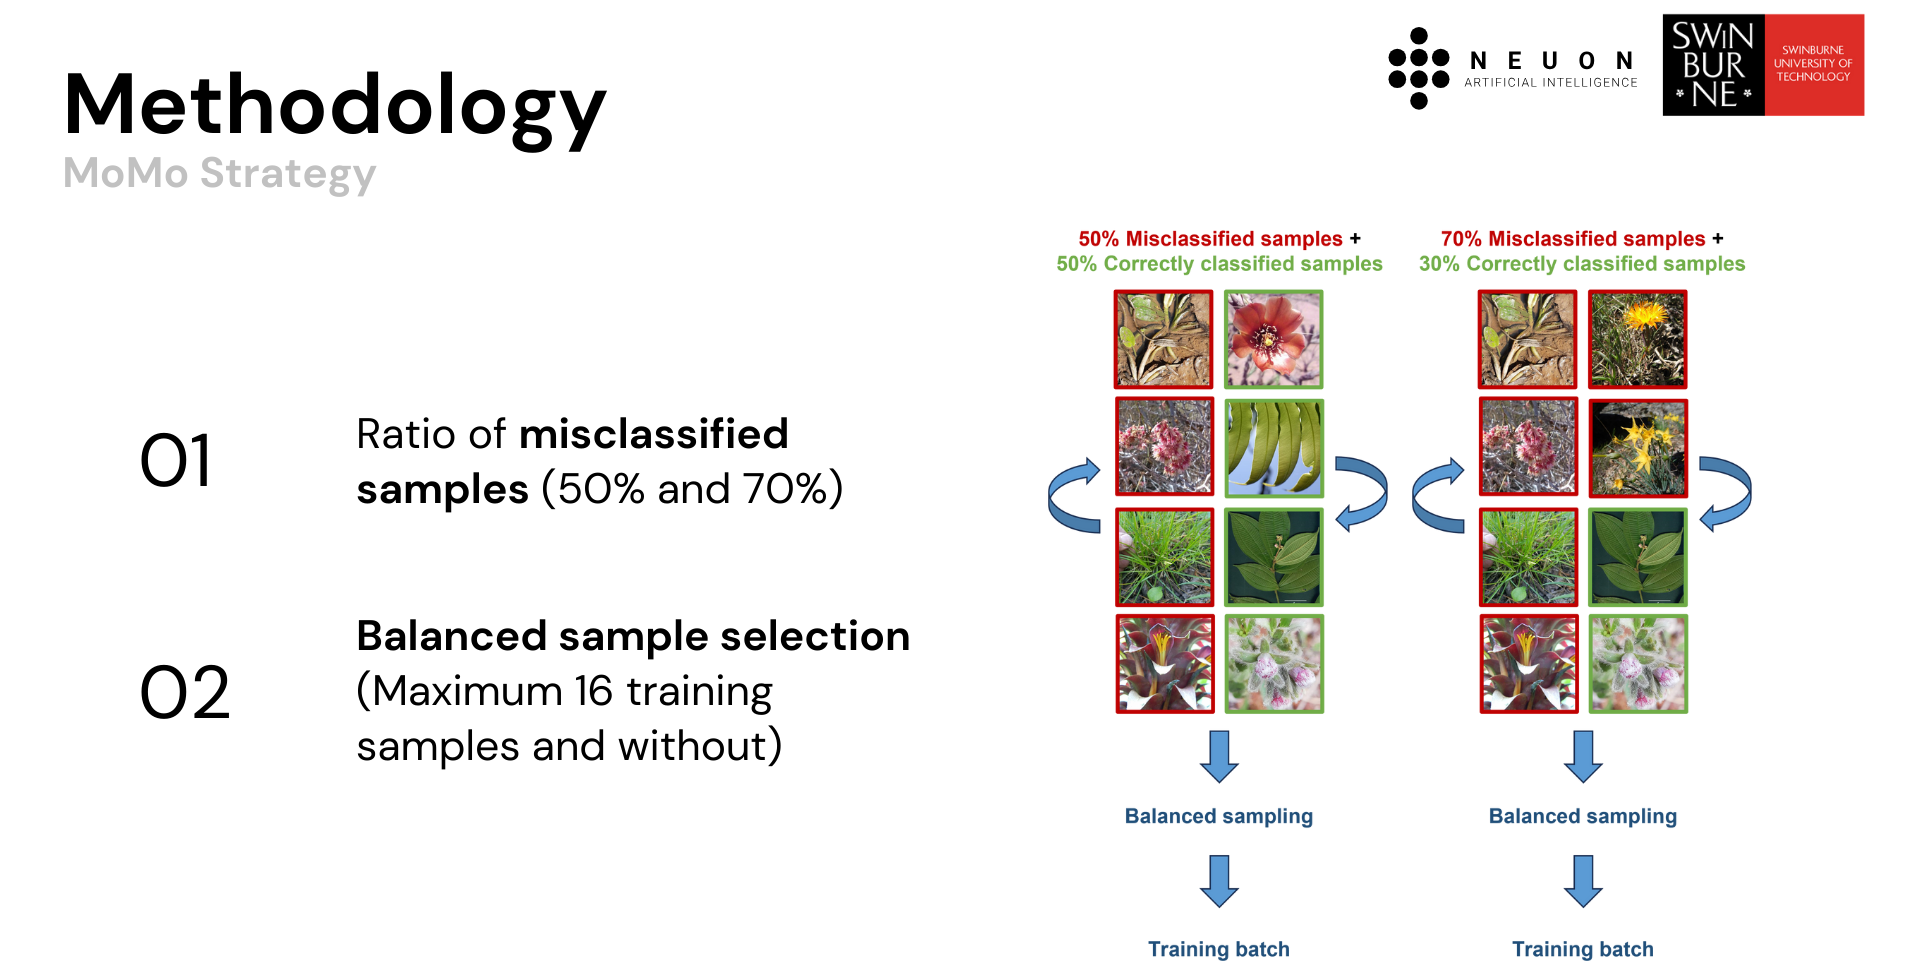 Methodology
MoMo Strategy
N E U O N
ARTIFICIAL INTELLIGENCE
SWIN
BUR
* NE *
SWINBURNE
UNIVERSITY OF
TECHNOLOGY
01
Ratio of misclassified
samples (50% and 70%)
02
Balanced sample selection
(Maximum 16 training
samples and without)
50% Misclassified samples +
50% Correctly classified samples
Balanced sampling
Training batch
70% Misclassified samples +
30% Correctly classified samples
Balanced sampling
Training batch